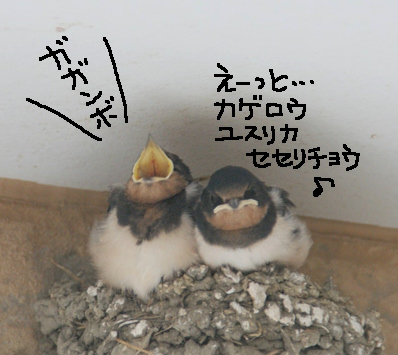 ガガンボ
えーっと…
カゲロウ
ユスリカ
セセリチョウ
♪